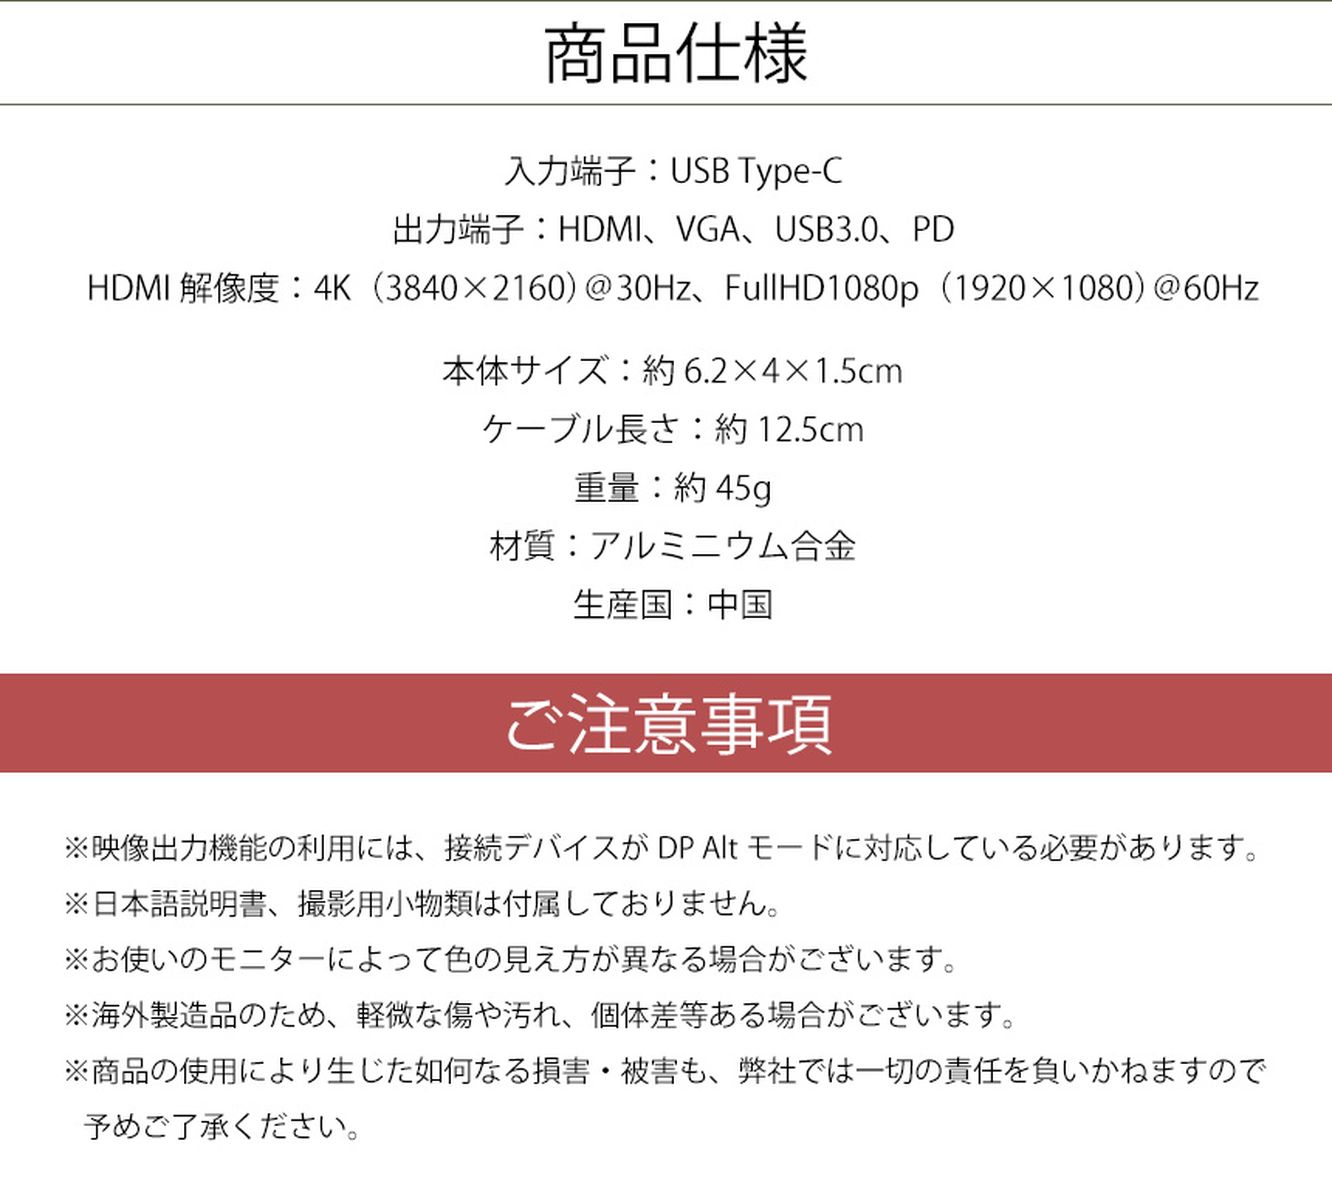 商品仕様
入力端子：USB Type-C
出力端子：HDMI、VGA、USB3.0、PD
HDMI 解像度：4K（3840×2160）@30Hz、FullHD1080p（1920×1080）@60Hz
本体サイズ：約 6.2×4×1.5cm
ケーブル長さ：約 12.5cm
重量：約 45g
材質：アルミニウム合金
生産国：中国
ご注意事項
※映像出力機能の利用には、接続デバイスが DP Alt モードに対応している必要があります。
※日本語説明書、撮影用小物類は付属しておりません。
※お使いのモニターによって色の見え方が異なる場合がございます。
※海外製造品のため、軽微な傷や汚れ、個体差等ある場合がございます。
※商品の使用により生じた如何なる損害・被害も、弊社では一切の責任を負いかねますので
予めご了承ください。